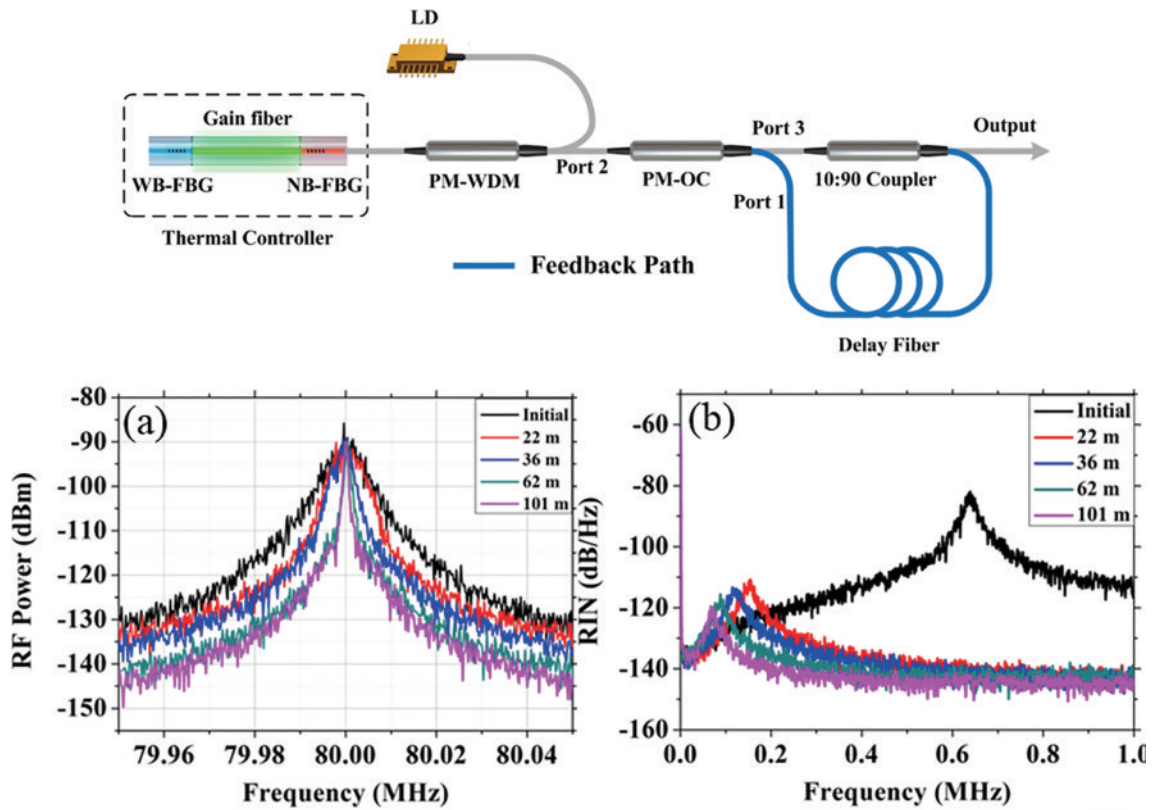 LD
Gain fiber
WB-FBG
NB-FBG
Thermal Controller
PM-WDM
Port 2
PM-OC
Port 3
Port 1
10:90 Coupler
Output
Feedback Path
Delay Fiber
(a)
Initial
22 m
36 m
62 m
101 m
-80
-90
-100
-110
-120
-130
-140
-150
RF Power (dBm)
79.96
79.98
80.00
80.02
80.04
Frequency (MHz)
(b)
Initial
22 m
36 m
62 m
101 m
-60
-80
-100
-120
-140
-160
RIN (dB/Hz)
0.0
0.2
0.4
0.6
0.8
1.0
Frequency (MHz)